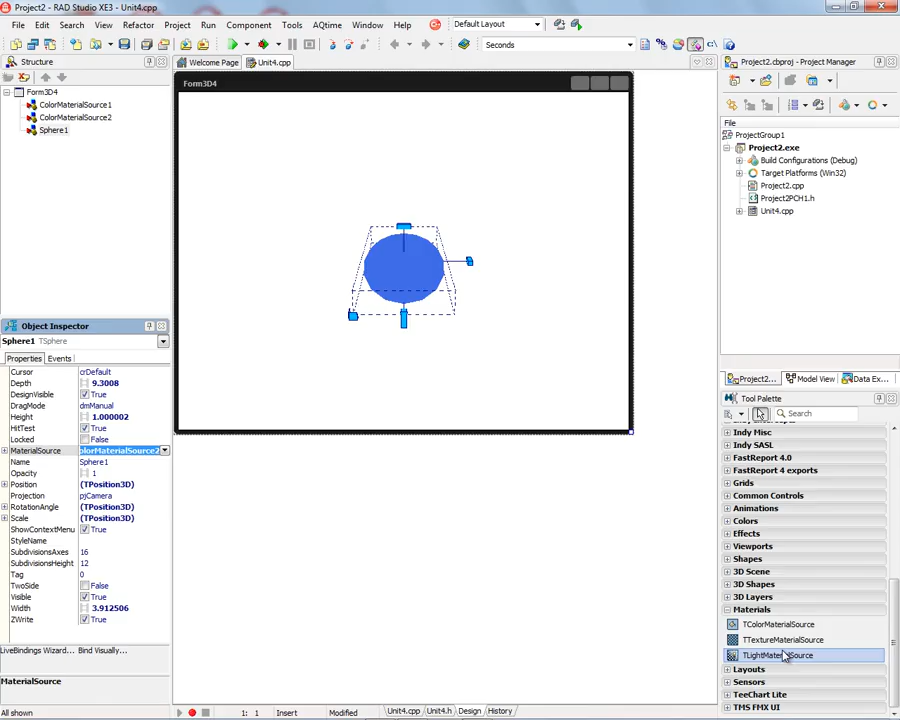 Project2 - RAD Studio XE3 - Unit4.cpp
File Edit Search View Refactor Project Run Component Tools AQtime Window Help Default Layout
Seconds
Structure
Form3D4
ColorMaterialSource1
ColorMaterialSource2
Sphere1
Welcome Page Unit4.cpp
Form3D4
Object Inspector
Sphere1 TSphere
Properties Events
Cursor crDefault
Depth 9.3008
DesignVisible True
DragMode dmManual
Height 1.000002
HitTest True
Locked False
MaterialSource olorMaterialSource2
Name Sphere1
Opacity 1
Position (TPosition3D)
Projection pjCamera
RotationAngle (TPosition3D)
Scale (TPosition3D)
ShowContextMenu True
StyleName
SubdivisionsAxes 16
SubdivisionsHeight 12
Tag 0
TwoSide False
Visible True
Width 3.912506
ZWrite True
LiveBindings Wizard... Bind Visually...
MaterialSource
All shown
1: 1 Insert Modified
Unit4.cpp Unit4.h Design History
Project2.cbproj - Project Manager
File
ProjectGroup1
Project2.exe
Build Configurations (Debug)
Target Platforms (Win32)
Project2.cpp
Project2PCH1.h
Unit4.cpp
Project2... Model View Data Ex...
Tool Palette
Search
Indy Misc
Indy SASL
FastReport 4.0
FastReport 4 exports
Grids
Common Controls
Animations
Colors
Effects
Viewports
Shapes
3D Scene
3D Shapes
3D Layers
Materials
TColorMaterialSource
TTextureMaterialSource
TLightMaterialSource
Layouts
Sensors
TeeChart Lite
TMS FMX UI